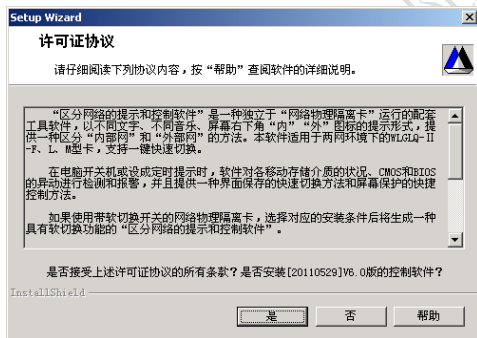 Setup Wizard
许可证协议
请仔细阅读下列协议内容，按“帮助”查阅软件的详细说明。
“区分网络的提示和控制软件”是一种独立于“网络物理隔离卡”运行的配套
工具软件，以不同文字、不同音乐、屏幕右下角“内”“外”图标的提示形式，提
供一种区分“内部网”和“外部网”的方法。本软件适用于两网环境下的WLGLQ-II
-F、L、M型卡，支持一键快速切换。
在电脑开关机或设成定时提示时，软件对各移动存储介质的状况、CMOS和BIOS
的异动进行检测和报警，并且提供一种界面保存的快速切换方法和屏幕保护的快捷
控制方法。
如果使用带软切换开关的网络物理隔离卡，选择对应的安装条件后将生成一种
具有软切换功能的“区分网络的提示和控制软件”。
是否接受上述许可证协议的所有条款？是否安装[20110529]V6.0版的控制软件？
InstallShield
是 否 帮助